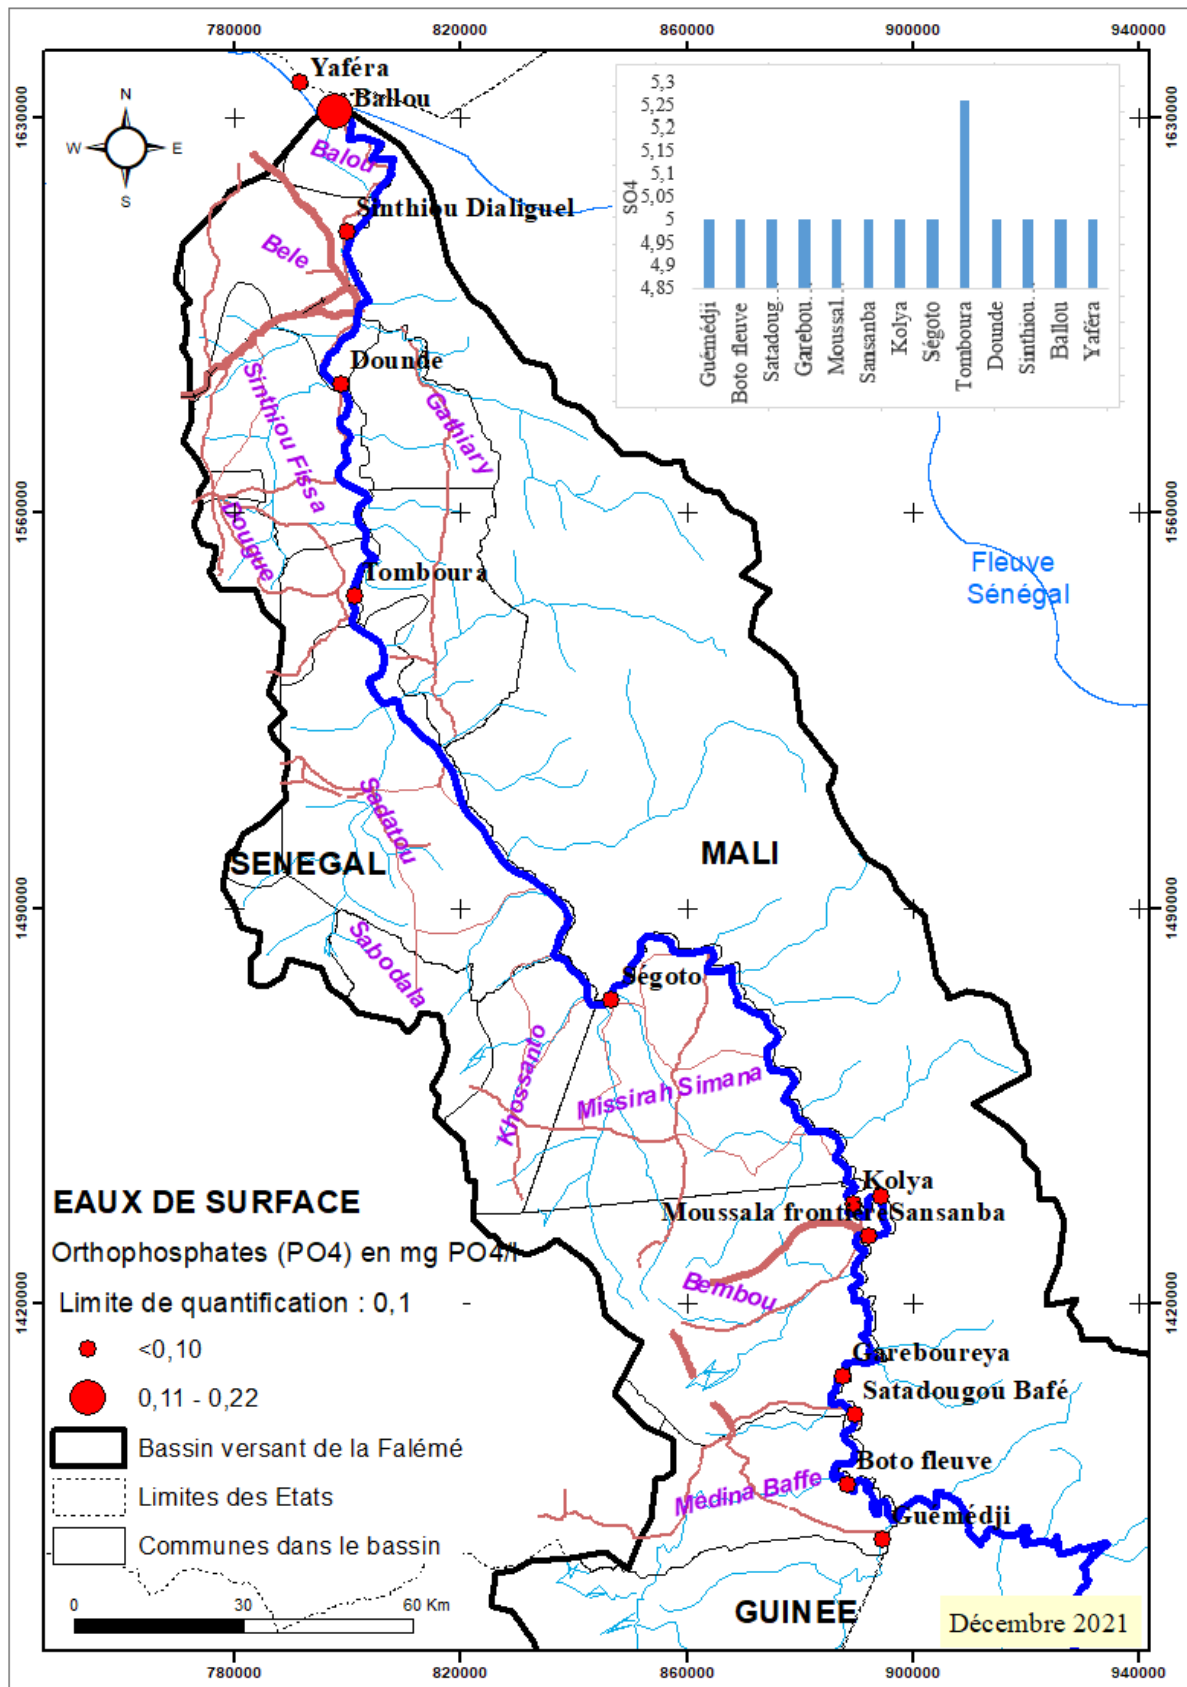 780000 820000 860000 900000 940000
Yaféra
Ballou
1630000
1630000
N
W E
S
Balou
Sinthiou Dialiguel
Bele
5,3
5,25
5,2
5,15
5,1
5,05
5
4,95
4,9
4,85
SO4
Guémédji
Boto fleuve
Satadoug...
Garebou...
Moussal...
Sansanba
Kolya
Ségoto
Tomboura
Dounde
Sinthiou...
Ballou
Yaféra
Dounde
Sinthiou Fissa
Gathiary
Dougue
1560000
1560000
Fleuve
Sénégal
Tomboura
Sadatou
SENEGAL
MALI
1490000
1490000
Sabodala
Ségoto
Khossanto
Missirah Simana
Kolya
Moussala frontière Sansanba
Bembou
1420000
1420000
Gareboureya
Satadougou Bafé
Boto fleuve
Médina Baffe
Guémédji
GUINEE
EAUX DE SURFACE
Orthophosphates (PO4) en mg PO4/l
Limite de quantification : 0,1
<0,10
0,11 - 0,22
Bassin versant de la Falémé
Limites des Etats
Communes dans le bassin
0 30 60 Km
Décembre 2021
780000 820000 860000 900000 940000